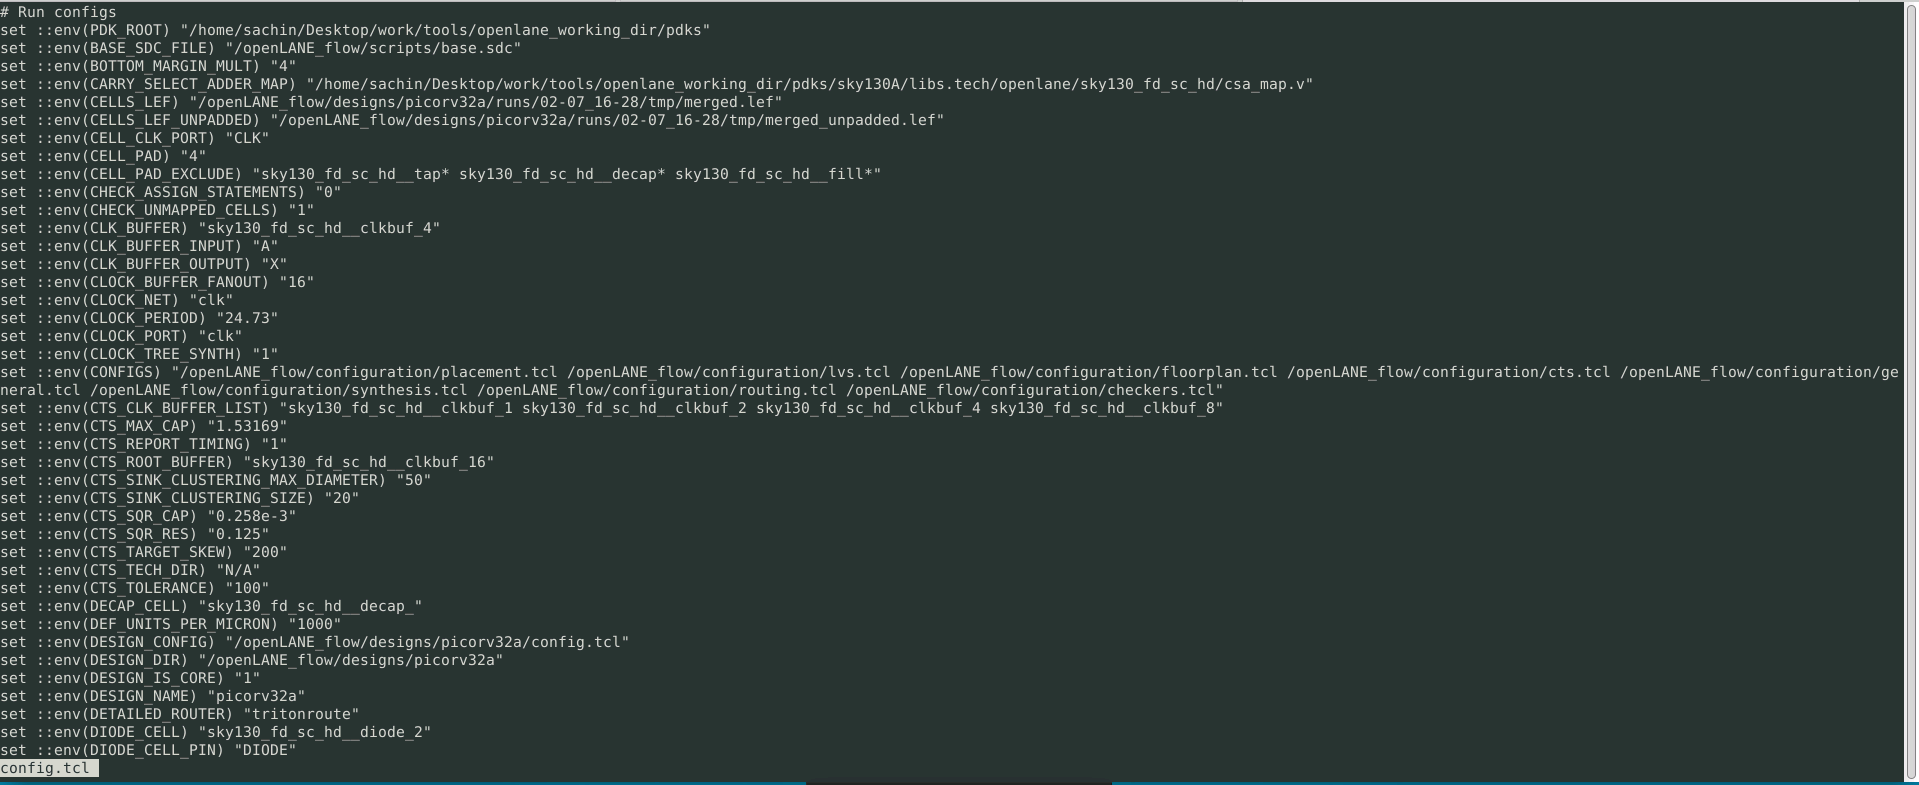 # Run configs
set ::env(PDK_ROOT) "/home/sachin/Desktop/work/tools/openlane_working_dir/pdks"
set ::env(BASE_SDC_FILE) "/openLANE_flow/scripts/base.sdc"
set ::env(BOTTOM_MARGIN_MULT) "4"
set ::env(CARRY_SELECT_ADDER_MAP) "/home/sachin/Desktop/work/tools/openlane_working_dir/pdks/sky130A/libs.tech/openlane/sky130_fd_sc_hd/csa_map.v"
set ::env(CELLS_LEF) "/openLANE_flow/designs/picorv32a/runs/02-07_16-28/tmp/merged.lef"
set ::env(CELLS_LEF_UNPADDED) "/openLANE_flow/designs/picorv32a/runs/02-07_16-28/tmp/merged_unpadded.lef"
set ::env(CELL_CLK_PORT) "CLK"
set ::env(CELL_PAD) "4"
set ::env(CELL_PAD_EXCLUDE) "sky130_fd_sc_hd__tap* sky130_fd_sc_hd__decap* sky130_fd_sc_hd__fill*"
set ::env(CHECK_ASSIGN_STATEMENTS) "0"
set ::env(CHECK_UNMAPPED_CELLS) "1"
set ::env(CLK_BUFFER) "sky130_fd_sc_hd__clkbuf_4"
set ::env(CLK_BUFFER_INPUT) "A"
set ::env(CLK_BUFFER_OUTPUT) "X"
set ::env(CLOCK_BUFFER_FANOUT) "16"
set ::env(CLOCK_NET) "clk"
set ::env(CLOCK_PERIOD) "24.73"
set ::env(CLOCK_PORT) "clk"
set ::env(CLOCK_TREE_SYNTH) "1"
set ::env(CONFIGS) "/openLANE_flow/configuration/placement.tcl /openLANE_flow/configuration/lvs.tcl /openLANE_flow/configuration/floorplan.tcl /openLANE_flow/configuration/cts.tcl /openLANE_flow/configuration/ge
neral.tcl /openLANE_flow/configuration/synthesis.tcl /openLANE_flow/configuration/routing.tcl /openLANE_flow/configuration/checkers.tcl"
set ::env(CTS_CLK_BUFFER_LIST) "sky130_fd_sc_hd__clkbuf_1 sky130_fd_sc_hd__clkbuf_2 sky130_fd_sc_hd__clkbuf_4 sky130_fd_sc_hd__clkbuf_8"
set ::env(CTS_MAX_CAP) "1.53169"
set ::env(CTS_REPORT_TIMING) "1"
set ::env(CTS_ROOT_BUFFER) "sky130_fd_sc_hd__clkbuf_16"
set ::env(CTS_SINK_CLUSTERING_MAX_DIAMETER) "50"
set ::env(CTS_SINK_CLUSTERING_SIZE) "20"
set ::env(CTS_SQR_CAP) "0.258e-3"
set ::env(CTS_SQR_RES) "0.125"
set ::env(CTS_TARGET_SKEW) "200"
set ::env(CTS_TECH_DIR) "N/A"
set ::env(CTS_TOLERANCE) "100"
set ::env(DECAP_CELL) "sky130_fd_sc_hd__decap_"
set ::env(DEF_UNITS_PER_MICRON) "1000"
set ::env(DESIGN_CONFIG) "/openLANE_flow/designs/picorv32a/config.tcl"
set ::env(DESIGN_DIR) "/openLANE_flow/designs/picorv32a"
set ::env(DESIGN_IS_CORE) "1"
set ::env(DESIGN_NAME) "picorv32a"
set ::env(DETAILED_ROUTER) "tritonroute"
set ::env(DIODE_CELL) "sky130_fd_sc_hd__diode_2"
set ::env(DIODE_CELL_PIN) "DIODE"
config.tcl